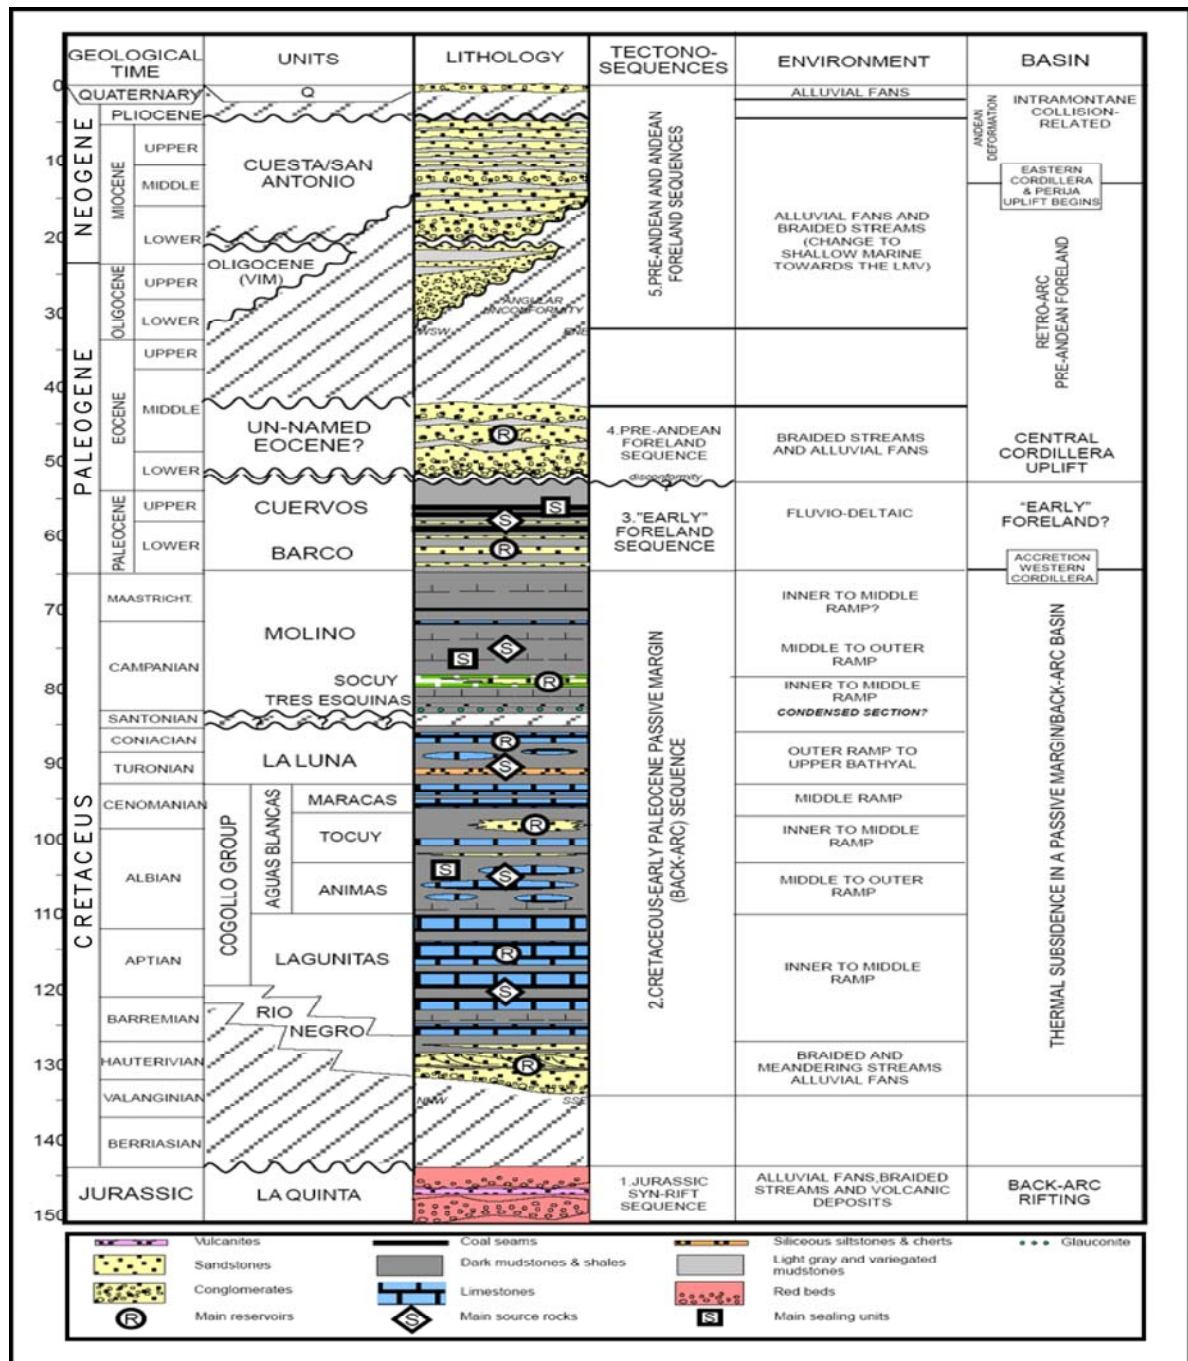 GEOLOGICAL
TIME
UNITS
LITHOLOGY
TECTONO-
SEQUENCES
ENVIRONMENT
BASIN
0
10
20
30
40
50
60
70
80
90
100
110
120
130
140
150
NEOGENE
PALEOGENE
CRETACEUS
QUATERNARY
PLIOCENE
MIOCENE
UPPER
MIDDLE
LOWER
OLIGOCENE
UPPER
LOWER
EOCENE
UPPER
MIDDLE
LOWER
PALEOCENE
UPPER
LOWER
MAASTRICHT.
CAMPANIAN
SANTONIAN
CONIACIAN
TURONIAN
CENOMANIAN
ALBIAN
APTIAN
BARREMIAN
HAUTERIVIAN
VALANGINIAN
BERRIASIAN
JURASSIC
Q
CUESTA/SAN
ANTONIO
OLIGOCENE
(VIM)
UN-NAMED
EOCENE?
CUERVOS
BARCO
MOLINO
SOCUY
TRES ESQUINAS
LA LUNA
COGOLLO GROUP
AGUAS BLANCAS
MARACAS
TOCUY
ANIMAS
LAGUNITAS
RIO
NEGRO
LA QUINTA
ANGULAR
UNCONFORMITY
WSW
ENE
R
S
S
R
S
S
R
R
S
R
S
S
R
S
R
NNW
SSE
5.PRE-ANDEAN AND ANDEAN
FORELAND SEQUENCES
4.PRE-ANDEAN
FORELAND
SEQUENCE
disconformity
?
3."EARLY"
FORELAND
SEQUENCE
2.CRETACEOUS-EARLY PALEOCENE PASSIVE MARGIN
(BACK-ARC) SEQUENCE
1.JURASSIC
SYN-RIFT
SEQUENCE
ALLUVIAL FANS
ALLUVIAL FANS AND
BRAIDED STREAMS
(CHANGE TO
SHALLOW MARINE
TOWARDS THE LMV)
BRAIDED STREAMS
AND ALLUVIAL FANS
FLUVIO-DELTAIC
INNER TO MIDDLE
RAMP?
MIDDLE TO OUTER
RAMP
INNER TO MIDDLE
RAMP
CONDENSED SECTION?
OUTER RAMP TO
UPPER BATHYAL
MIDDLE RAMP
INNER TO MIDDLE
RAMP
MIDDLE TO OUTER
RAMP
INNER TO MIDDLE
RAMP
BRAIDED AND
MEANDERING STREAMS
ALLUVIAL FANS
ALLUVIAL FANS,BRAIDED
STREAMS AND VOLCANIC
DEPOSITS
ANDEAN
DEFORMATION
INTRAMONTANE
COLLISION-
RELATED
EASTERN
CORDILLERA
& PERIJA
UPLIFT BEGINS
RETRO-ARC
PRE-ANDEAN FORELAND
CENTRAL
CORDILLERA
UPLIFT
"EARLY"
FORELAND?
ACCRETION
WESTERN
CORDILLERA
THERMAL SUBSIDENCE IN A PASSIVE MARGIN/BACK-ARC BASIN
BACK-ARC
RIFTING
Vulcanites
Coal seams
Siliceous siltstones & cherts
Glauconite
Sandstones
Dark mudstones & shales
Light gray and variegated
mudstones
Conglomerates
Limestones
Red beds
R Main reservoirs
S Main source rocks
S Main sealing units